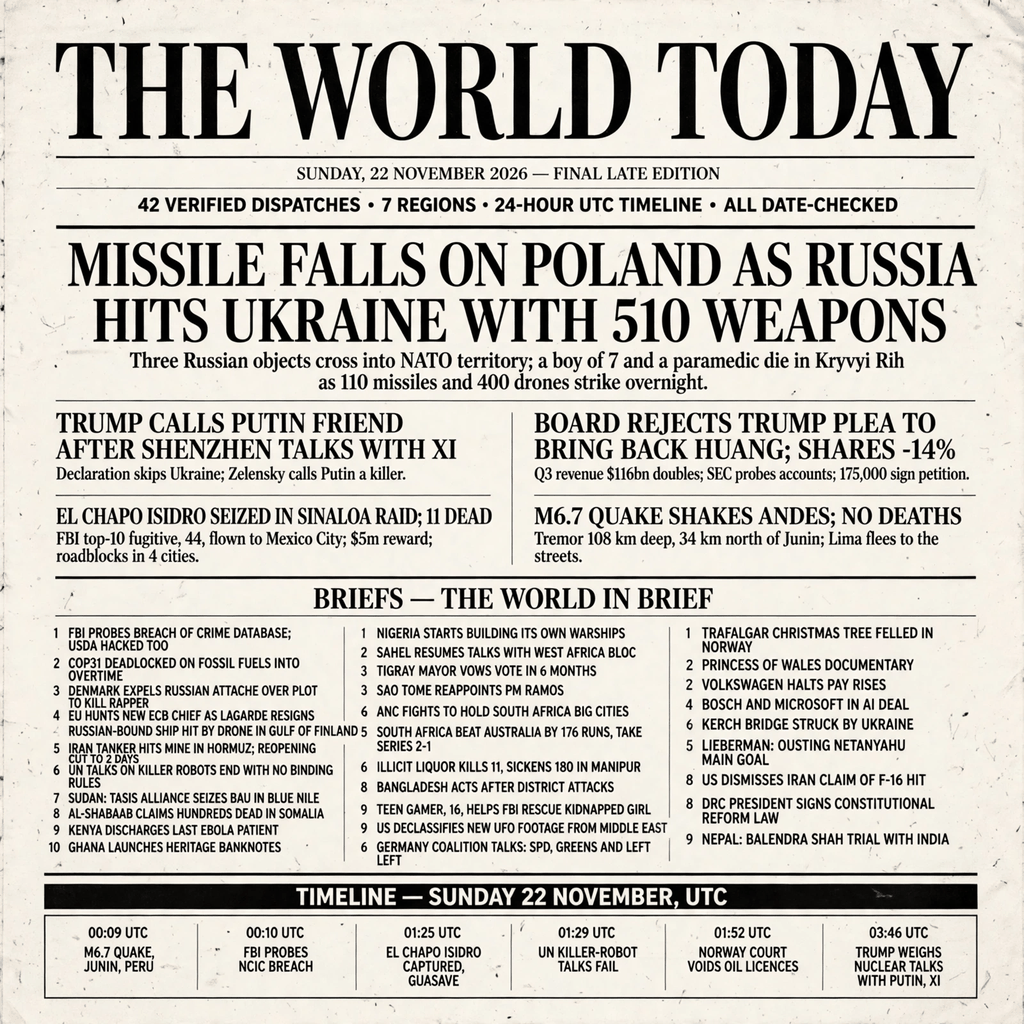 THE WORLD TODAY
SUNDAY, 22 NOVEMBER 2026 — FINAL LATE EDITION
42 VERIFIED DISPATCHES • 7 REGIONS • 24-HOUR UTC TIMELINE • ALL DATE-CHECKED
MISSILE FALLS ON POLAND AS RUSSIA
HITS UKRAINE WITH 510 WEAPONS
Three Russian objects cross into NATO territory; a boy of 7 and a paramedic die in Kryvyi Rih
as 110 missiles and 400 drones strike overnight.
TRUMP CALLS PUTIN FRIEND
AFTER SHENZHEN TALKS WITH XI
Declaration skips Ukraine; Zelensky calls Putin a killer.
BOARD REJECTS TRUMP PLEA TO
BRING BACK HUANG; SHARES -14%
Q3 revenue $116bn doubles; SEC probes accounts; 175,000 sign petition.
EL CHAPO ISIDRO SEIZED IN SINALOA RAID; 11 DEAD
FBI top-10 fugitive, 44, flown to Mexico City; $5m reward;
roadblocks in 4 cities.
M6.7 QUAKE SHAKES ANDES; NO DEATHS
Tremor 108 km deep, 34 km north of Junin; Lima flees to the
streets.
BRIEFS — THE WORLD IN BRIEF
1 FBI PROBES BREACH OF CRIME DATABASE;
USDA HACKED TOO
2 COP31 DEADLOCKED ON FOSSIL FUELS INTO
OVERTIME
3 DENMARK EXPELS RUSSIAN ATTACHE OVER PLOT
TO KILL RAPPER
4 EU HUNTS NEW ECB CHIEF AS LAGARDE RESIGNS
RUSSIAN-BOUND SHIP HIT BY DRONE IN GULF OF FINLAND
5 IRAN TANKER HITS MINE IN HORMUZ; REOPENING
CUT TO 2 DAYS
6 UN TALKS ON KILLER ROBOTS END WITH NO BINDING
RULES
7 SUDAN: TASIS ALLIANCE SEIZES BAU IN BLUE NILE
8 AL-SHABAAB CLAIMS HUNDREDS DEAD IN SOMALIA
9 KENYA DISCHARGES LAST EBOLA PATIENT
10 GHANA LAUNCHES HERITAGE BANKNOTES
1 NIGERIA STARTS BUILDING ITS OWN WARSHIPS
2 SAHEL RESUMES TALKS WITH WEST AFRICA BLOC
3 TIGRAY MAYOR VOWS VOTE IN 6 MONTHS
3 SAO TOME REAPPOINTS PM RAMOS
6 ANC FIGHTS TO HOLD SOUTH AFRICA BIG CITIES
5 SOUTH AFRICA BEAT AUSTRALIA BY 176 RUNS, TAKE
SERIES 2-1
6 ILLICIT LIQUOR KILLS 11, SICKENS 180 IN MANIPUR
8 BANGLADESH ACTS AFTER DISTRICT ATTACKS
9 TEEN GAMER, 16, HELPS FBI RESCUE KIDNAPPED GIRL
9 US DECLASSIFIES NEW UFO FOOTAGE FROM MIDDLE EAST
6 GERMANY COALITION TALKS: SPD, GREENS AND LEFT
LEFT
1 TRAFALGAR CHRISTMAS TREE FELLED IN
NORWAY
2 PRINCESS OF WALES DOCUMENTARY
2 VOLKSWAGEN HALTS PAY RISES
4 BOSCH AND MICROSOFT IN AI DEAL
6 KERCH BRIDGE STRUCK BY UKRAINE
5 LIEBERMAN: OUSTING NETANYAHU
MAIN GOAL
8 US DISMISSES IRAN CLAIM OF F-16 HIT
8 DRC PRESIDENT SIGNS CONSTITUTIONAL
REFORM LAW
9 NEPAL: BALENDRA SHAH TRIAL WITH INDIA
TIMELINE — SUNDAY 22 NOVEMBER, UTC
00:09 UTC
M6.7 QUAKE,
JUNIN, PERU
00:10 UTC
FBI PROBES
NCIC BREACH
01:25 UTC
EL CHAPO ISIDRO
CAPTURED,
GUASAVE
01:29 UTC
UN KILLER-ROBOT
TALKS FAIL
01:52 UTC
NORWAY COURT
VOIDS OIL LICENCES
03:46 UTC
TRUMP WEIGHS
NUCLEAR TALKS
WITH PUTIN, XI